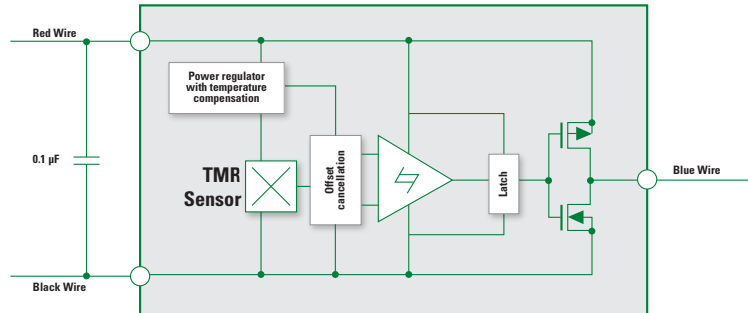 Red Wire
Power regulator
with temperature
compensation
0.1 µF
TMR
Sensor
Offset
cancellation
Latch
Blue Wire
Black Wire